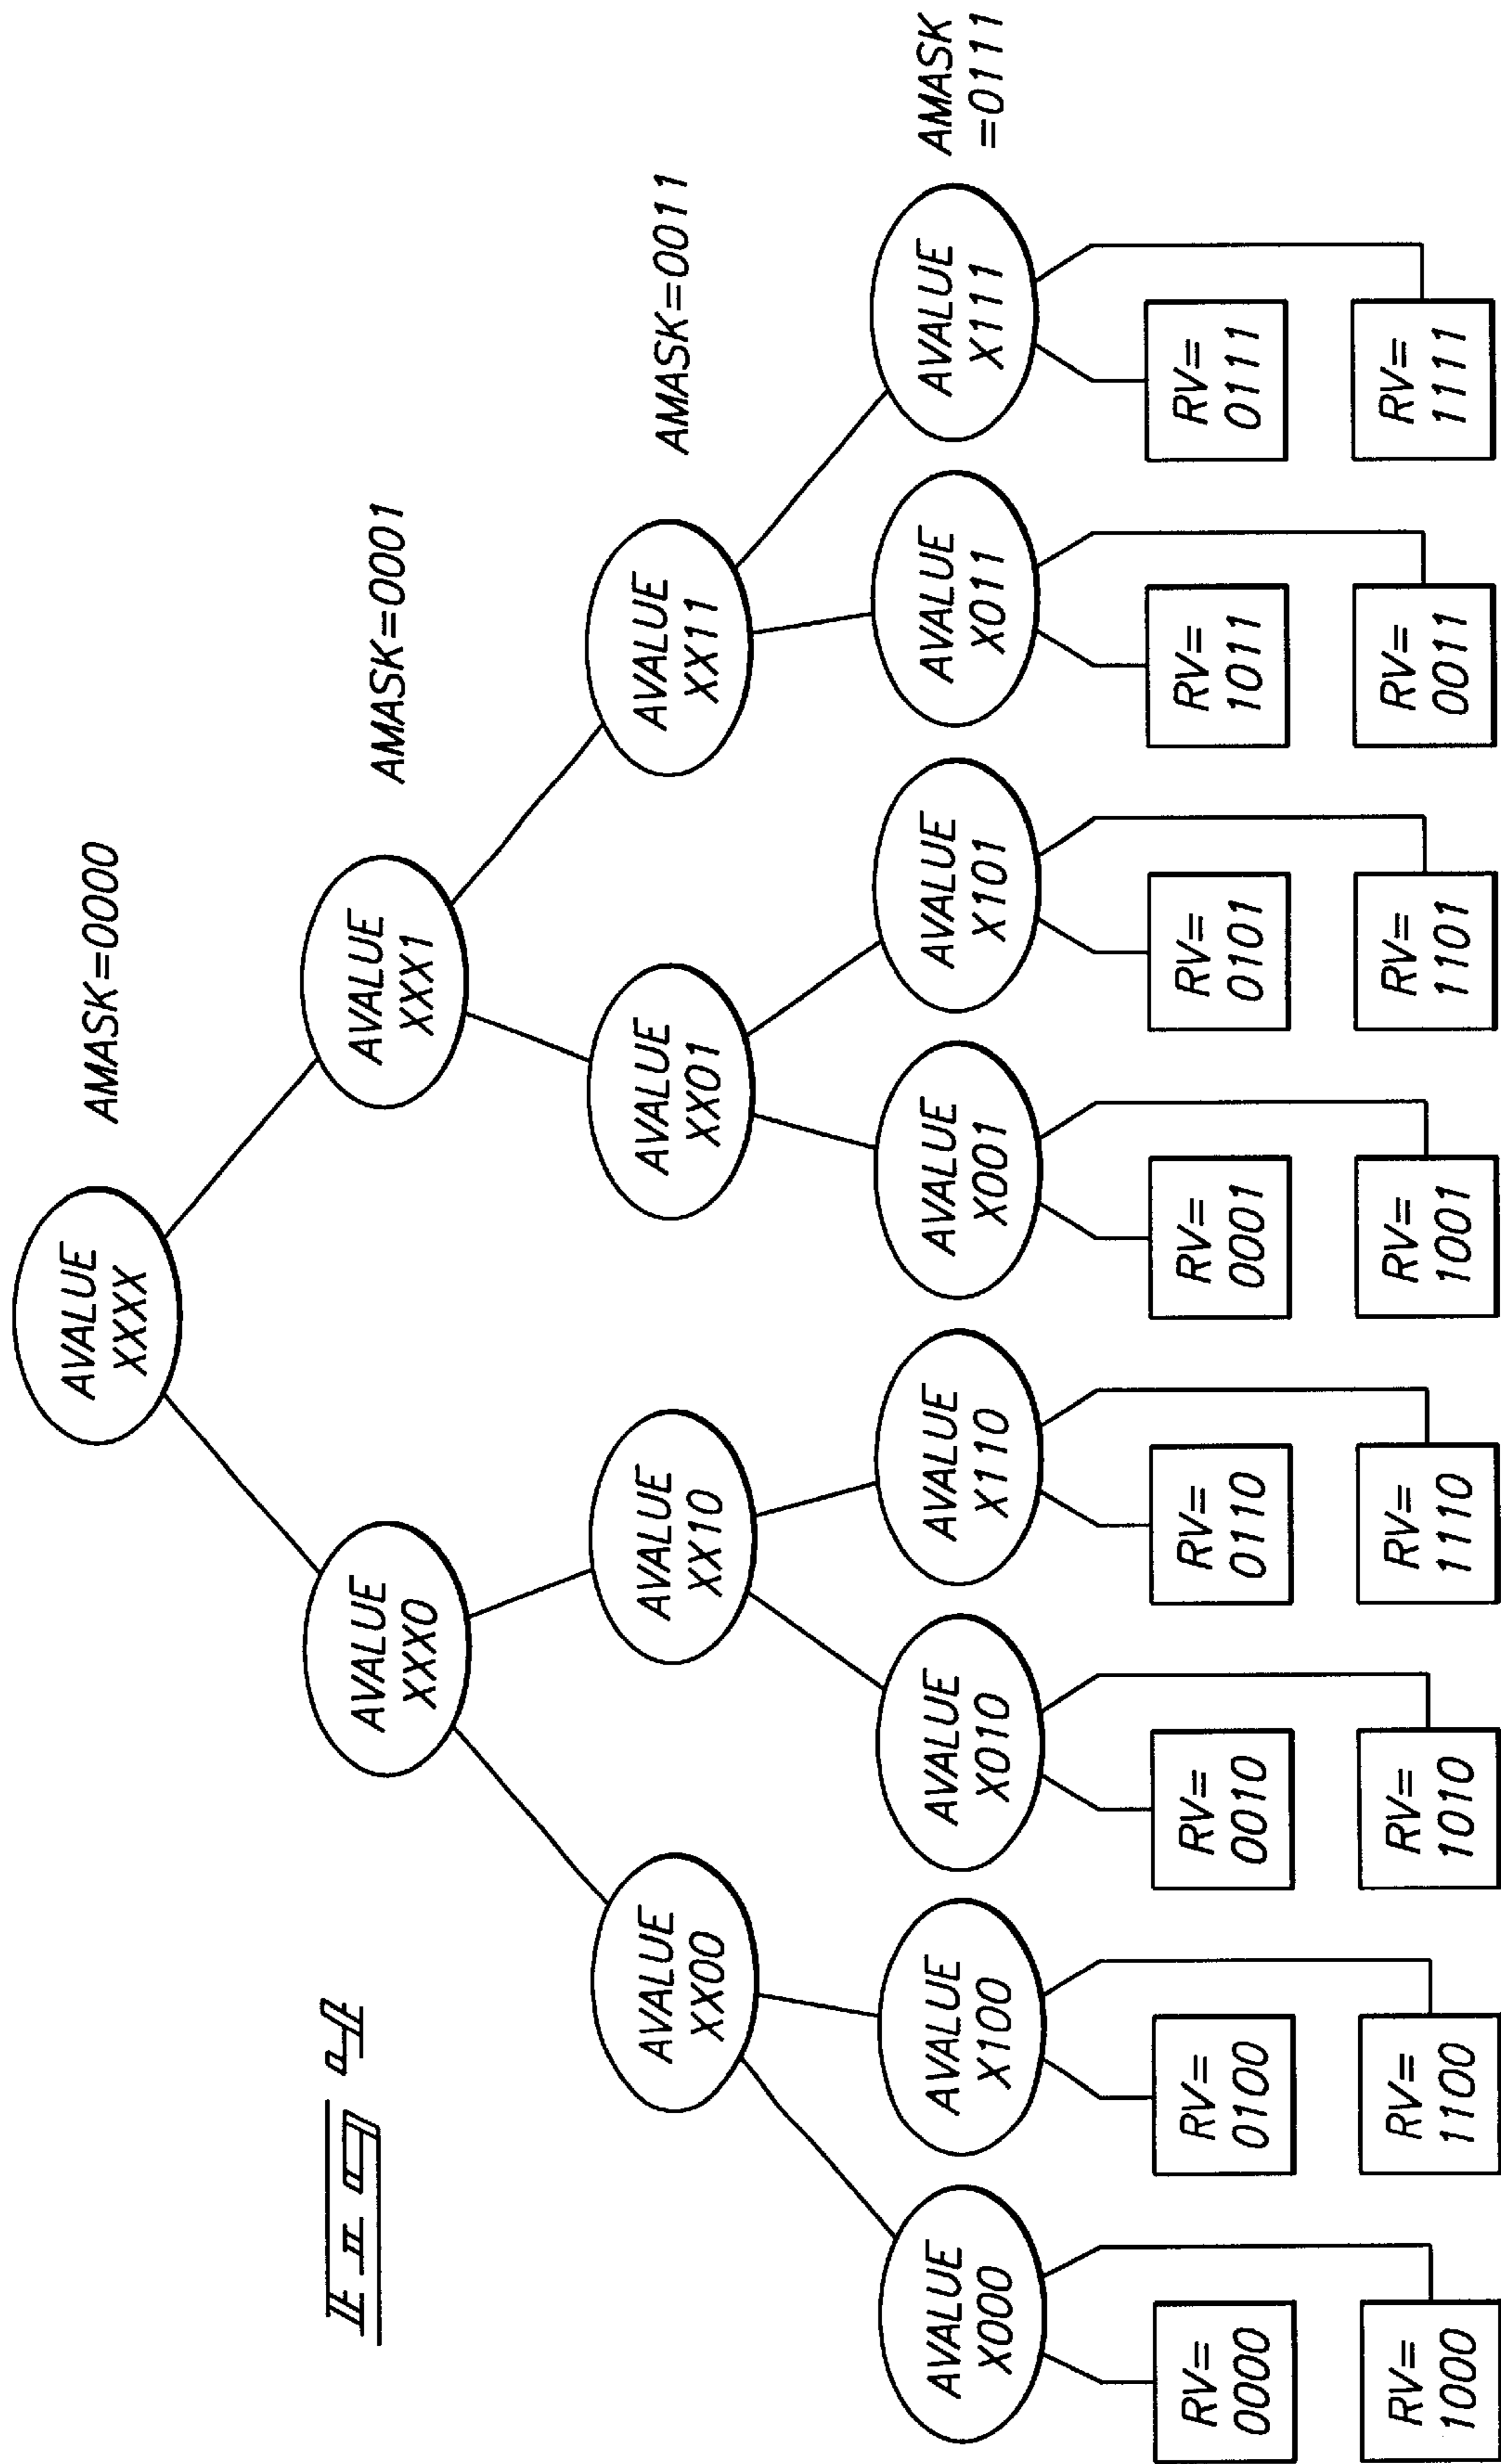 AMASK=0000
AVALUE
XXXX
AMASK=0001
AVALUE
XXX0
AVALUE
XXX1
AMASK=0011
AVALUE
XX00
AVALUE
XX10
AVALUE
XX01
AVALUE
XX11
AMASK
=0111
AVALUE
X000
AVALUE
X100
AVALUE
X010
AVALUE
X110
AVALUE
X001
AVALUE
X101
AVALUE
X011
AVALUE
X111
RV=
0000
RV=
0100
RV=
0010
RV=
0110
RV=
0001
RV=
0101
RV=
1011
RV=
0111
RV=
1000
RV=
1100
RV=
1010
RV=
1110
RV=
1001
RV=
1101
RV=
0011
RV=
1111